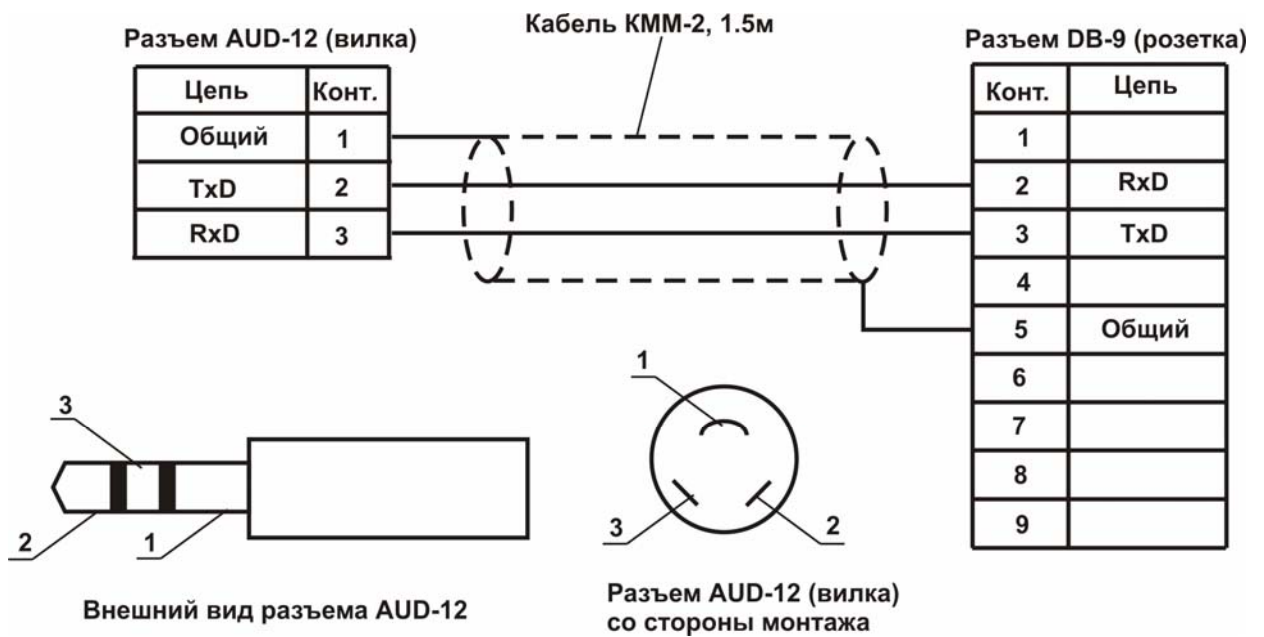 Кабель КММ-2, 1.5м
Разъем AUD-12 (вилка)
Разъем DB-9 (розетка)
Цепь Конт.
Общий 1
TxD 2
RxD 3
Конт. Цепь
1
2 RxD
3 TxD
4
5 Общий
6
7
8
9
3
2
1
1
3
2
Внешний вид разъема AUD-12
Разъем AUD-12 (вилка)
со стороны монтажа